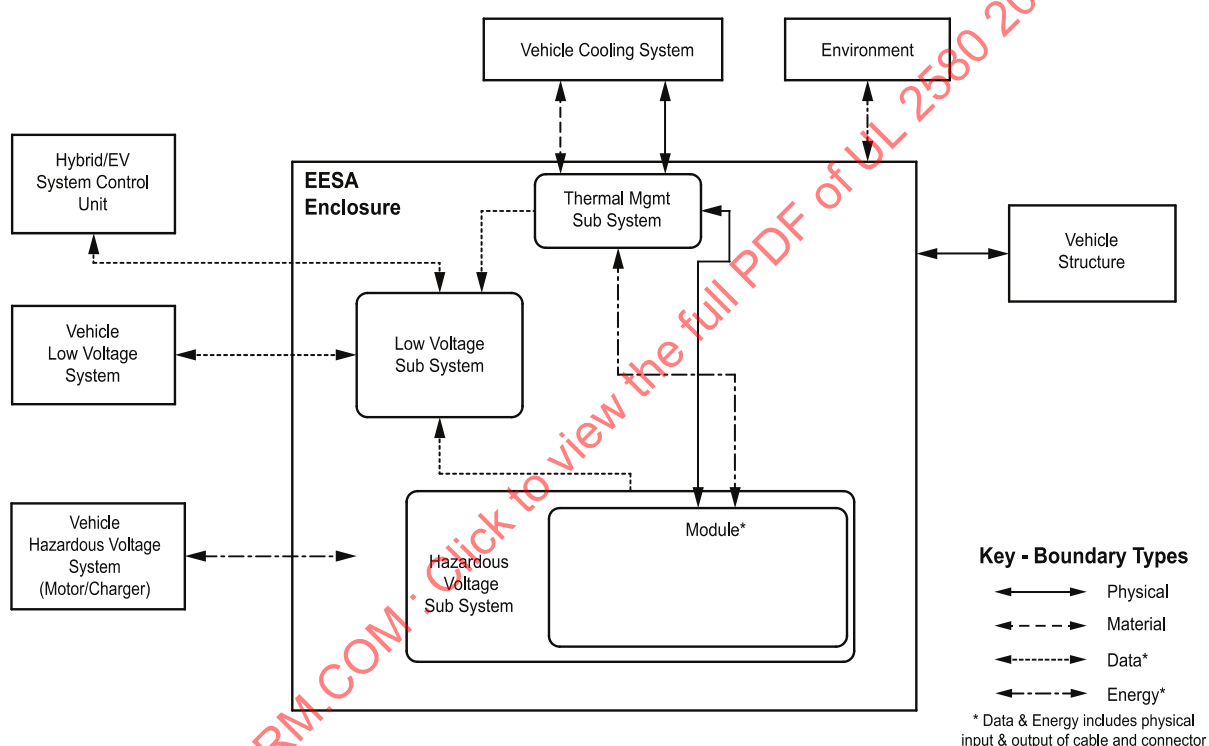 Vehicle Cooling System
Environment
Hybrid/EV
System Control
Unit
EESA
Enclosure
Thermal Mgmt
Sub System
Vehicle
Structure
Vehicle
Low Voltage
System
Low Voltage
Sub System
Vehicle
Hazardous Voltage
System
(Motor/Charger)
Module*
Hazardous
Voltage
Sub System
Key - Boundary Types
Physical
Material
Data*
Energy*
* Data & Energy includes physical
input & output of cable and connector
RM.COM : Click to view the full PDF of UL 2580 20